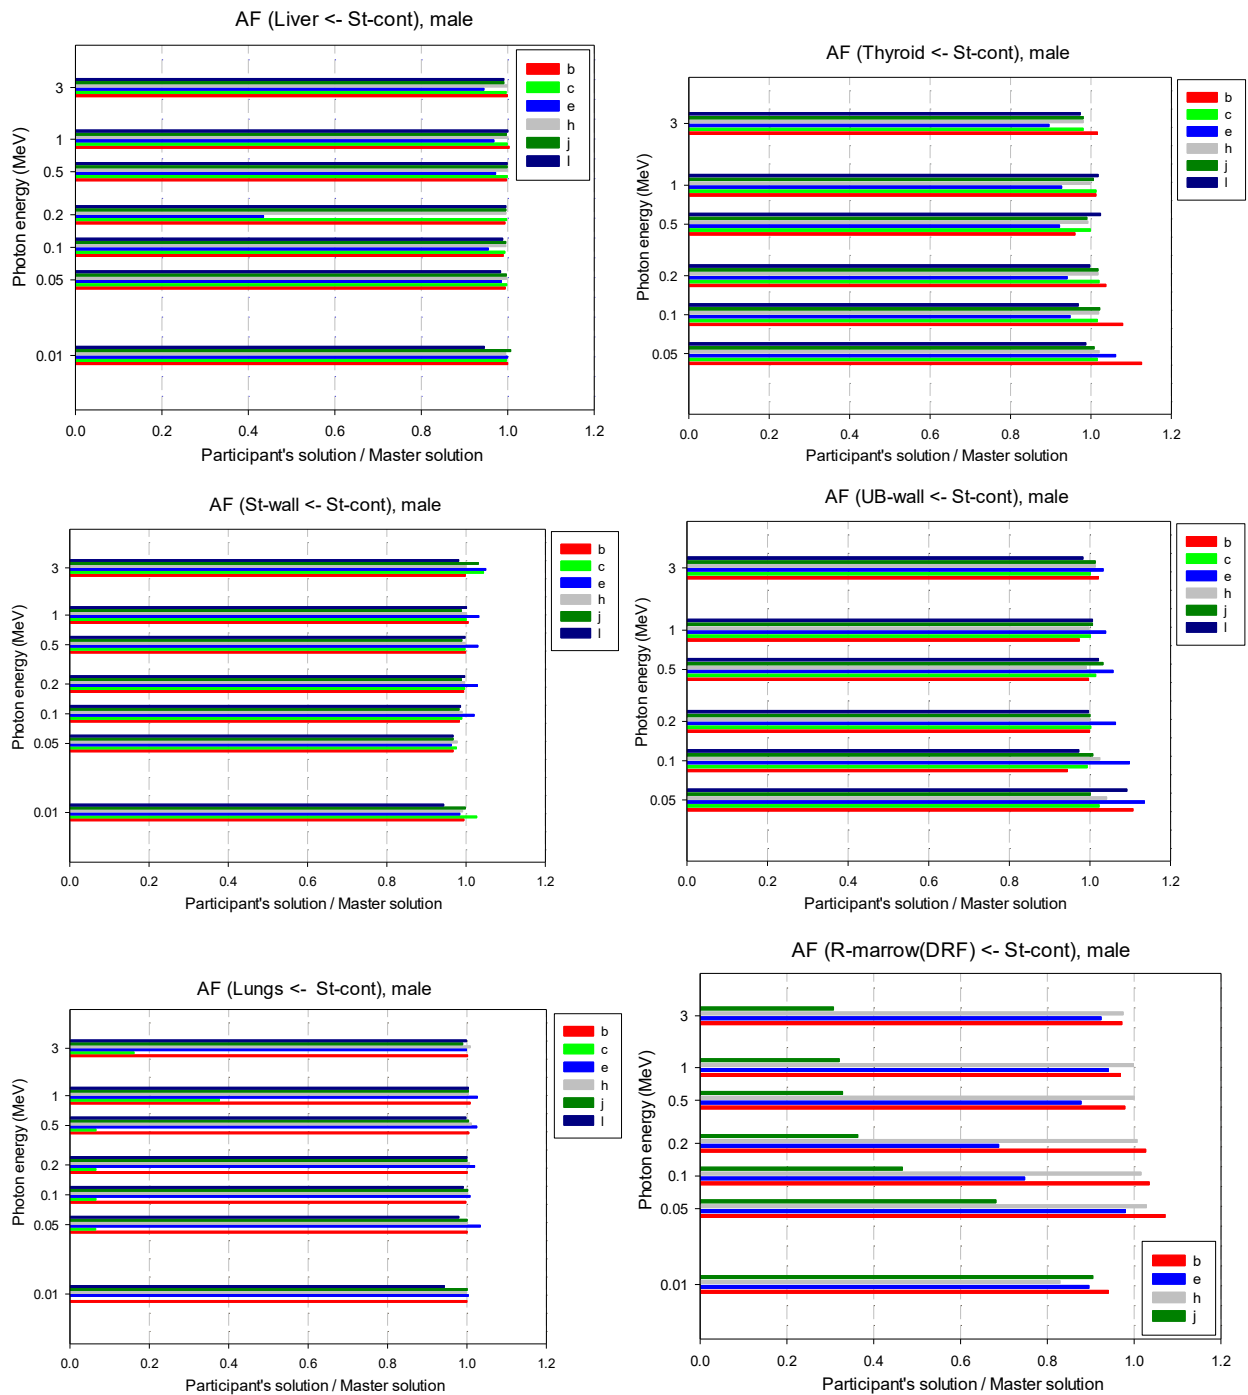 AF (Liver <- St-cont), male
b
c
e
h
j
l
Photon energy (MeV)
3
1
0.5
0.2
0.1
0.05
0.01
0.0 0.2 0.4 0.6 0.8 1.0 1.2
Participant's solution / Master solution
AF (Thyroid <- St-cont), male
b
c
e
h
j
l
Photon energy (MeV)
3
1
0.5
0.2
0.1
0.05
0.0 0.2 0.4 0.6 0.8 1.0 1.2
Participant's solution / Master solution
AF (St-wall <- St-cont), male
b
c
e
h
j
l
Photon energy (MeV)
3
1
0.5
0.2
0.1
0.05
0.01
0.0 0.2 0.4 0.6 0.8 1.0 1.2
Participant's solution / Master solution
AF (UB-wall <- St-cont), male
b
c
e
h
j
l
Photon energy (MeV)
3
1
0.5
0.2
0.1
0.05
0.0 0.2 0.4 0.6 0.8 1.0 1.2
Participant's solution / Master solution
AF (Lungs <- St-cont), male
b
c
e
h
j
l
Photon energy (MeV)
3
1
0.5
0.2
0.1
0.05
0.01
0.0 0.2 0.4 0.6 0.8 1.0 1.2
Participant's solution / Master solution
AF (R-marrow(DRF) <- St-cont), male
Photon energy (MeV)
3
1
0.5
0.2
0.1
0.05
0.01
b
e
h
j
0.0 0.2 0.4 0.6 0.8 1.0 1.2
Participant's solution / Master solution